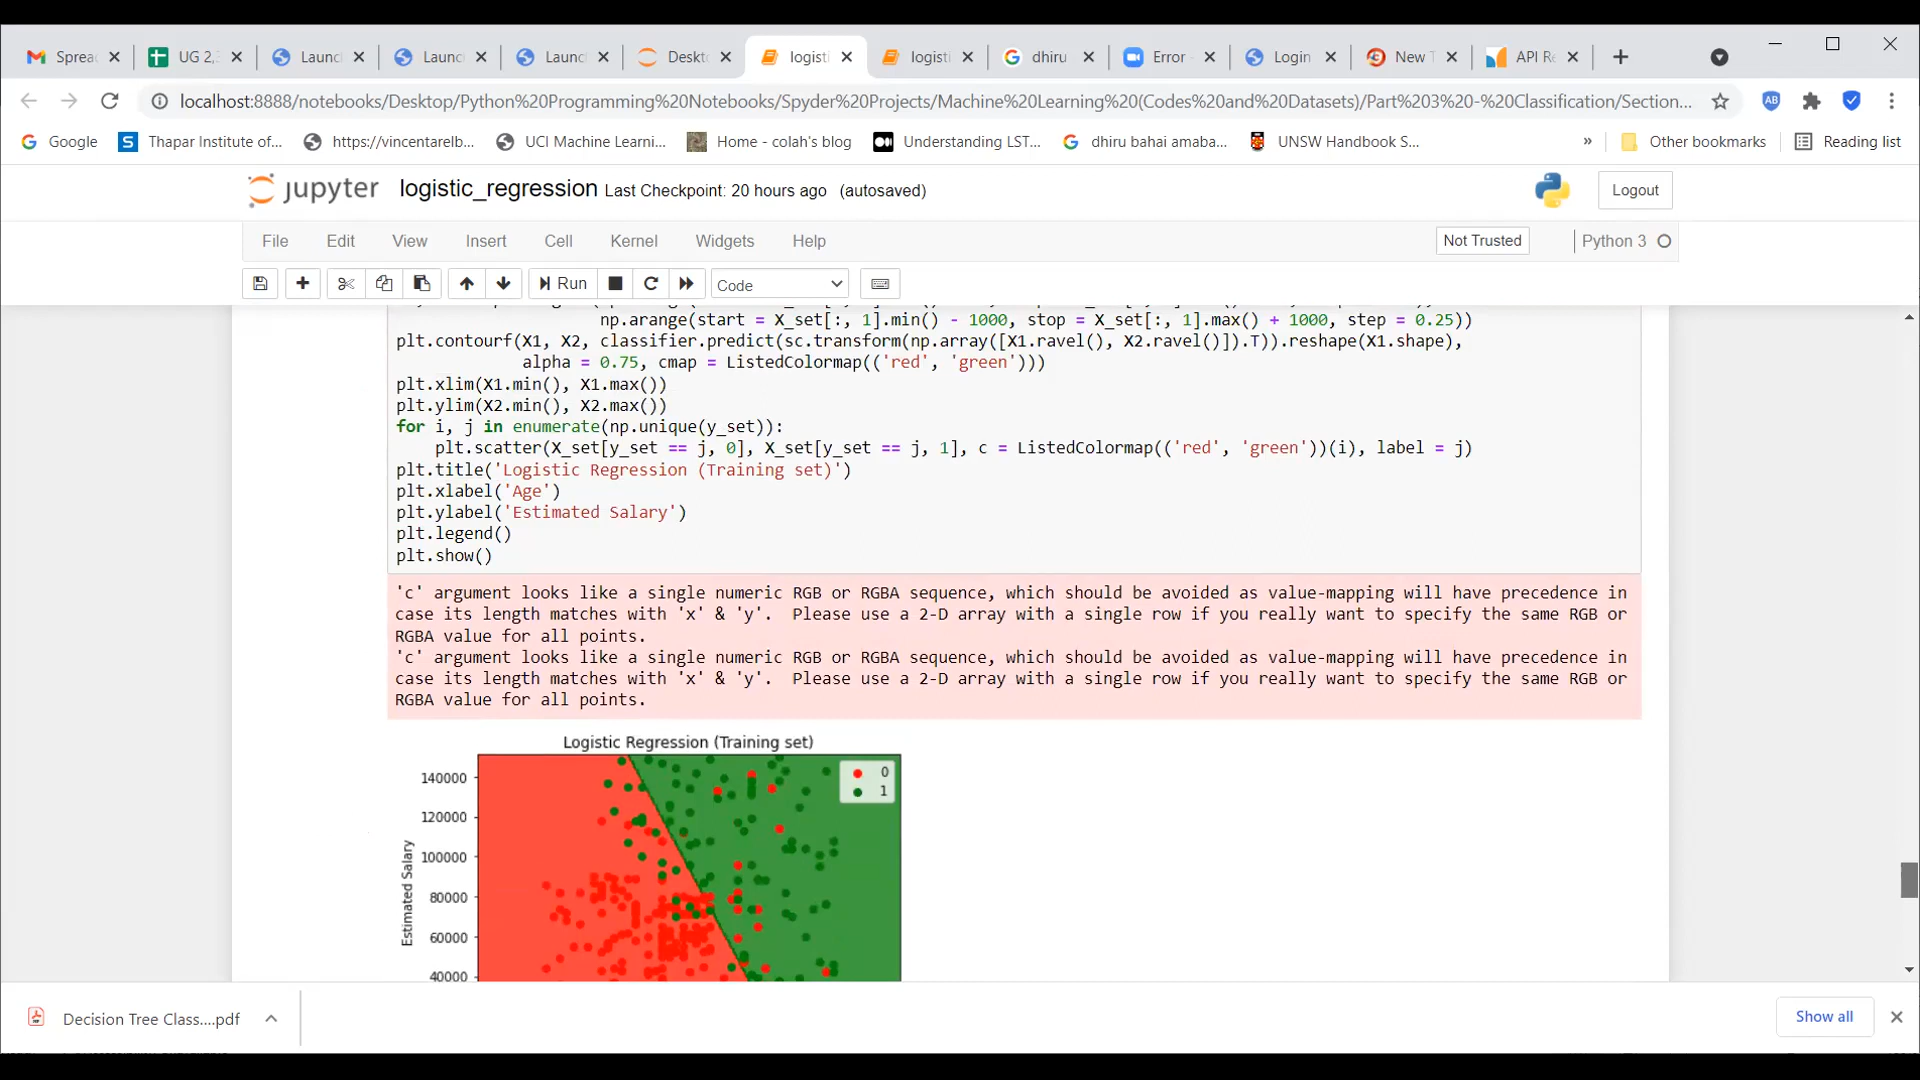 Sprea
UG 2,
Launc
Launc
Launc
Deskt
logisti
logisti
dhiru
Error -
Login
New T
API Re
localhost:8888/notebooks/Desktop/Python%20Programming%20Notebooks/Spyder%20Projects/Machine%20Learning%20(Codes%20and%20Datasets)/Part%203%20-%20Classification/Section...
AB
Google
S
Thapar Institute of...
https://vincentarelb...
UCI Machine Learni...
Home - colah's blog
Understanding LST...
dhiru bahai amaba...
UNSW Handbook S...
»
Other bookmarks
Reading list
jupyter logistic_regression Last Checkpoint: 20 hours ago (autosaved)
Logout
File Edit View Insert Cell Kernel Widgets Help
Not Trusted
Python 3
Run
Code
np.arange(start = X_set[:, 1].min() - 1000, stop = X_set[:, 1].max() + 1000, step = 0.25))
plt.contourf(X1, X2, classifier.predict(sc.transform(np.array([X1.ravel(), X2.ravel()]).T)).reshape(X1.shape),
alpha = 0.75, cmap = ListedColormap(('red', 'green')))
plt.xlim(X1.min(), X1.max())
plt.ylim(X2.min(), X2.max())
for i, j in enumerate(np.unique(y_set)):
plt.scatter(X_set[y_set == j, 0], X_set[y_set == j, 1], c = ListedColormap(('red', 'green'))(i), label = j)
plt.title('Logistic Regression (Training set)')
plt.xlabel('Age')
plt.ylabel('Estimated Salary')
plt.legend()
plt.show()
'c' argument looks like a single numeric RGB or RGBA sequence, which should be avoided as value-mapping will have precedence in
case its length matches with 'x' & 'y'.  Please use a 2-D array with a single row if you really want to specify the same RGB or
RGBA value for all points.
'c' argument looks like a single numeric RGB or RGBA sequence, which should be avoided as value-mapping will have precedence in
case its length matches with 'x' & 'y'.  Please use a 2-D array with a single row if you really want to specify the same RGB or
RGBA value for all points.
Logistic Regression (Training set)
0
1
140000
120000
100000
80000
60000
40000
Estimated Salary
Decision Tree Class....pdf
Show all